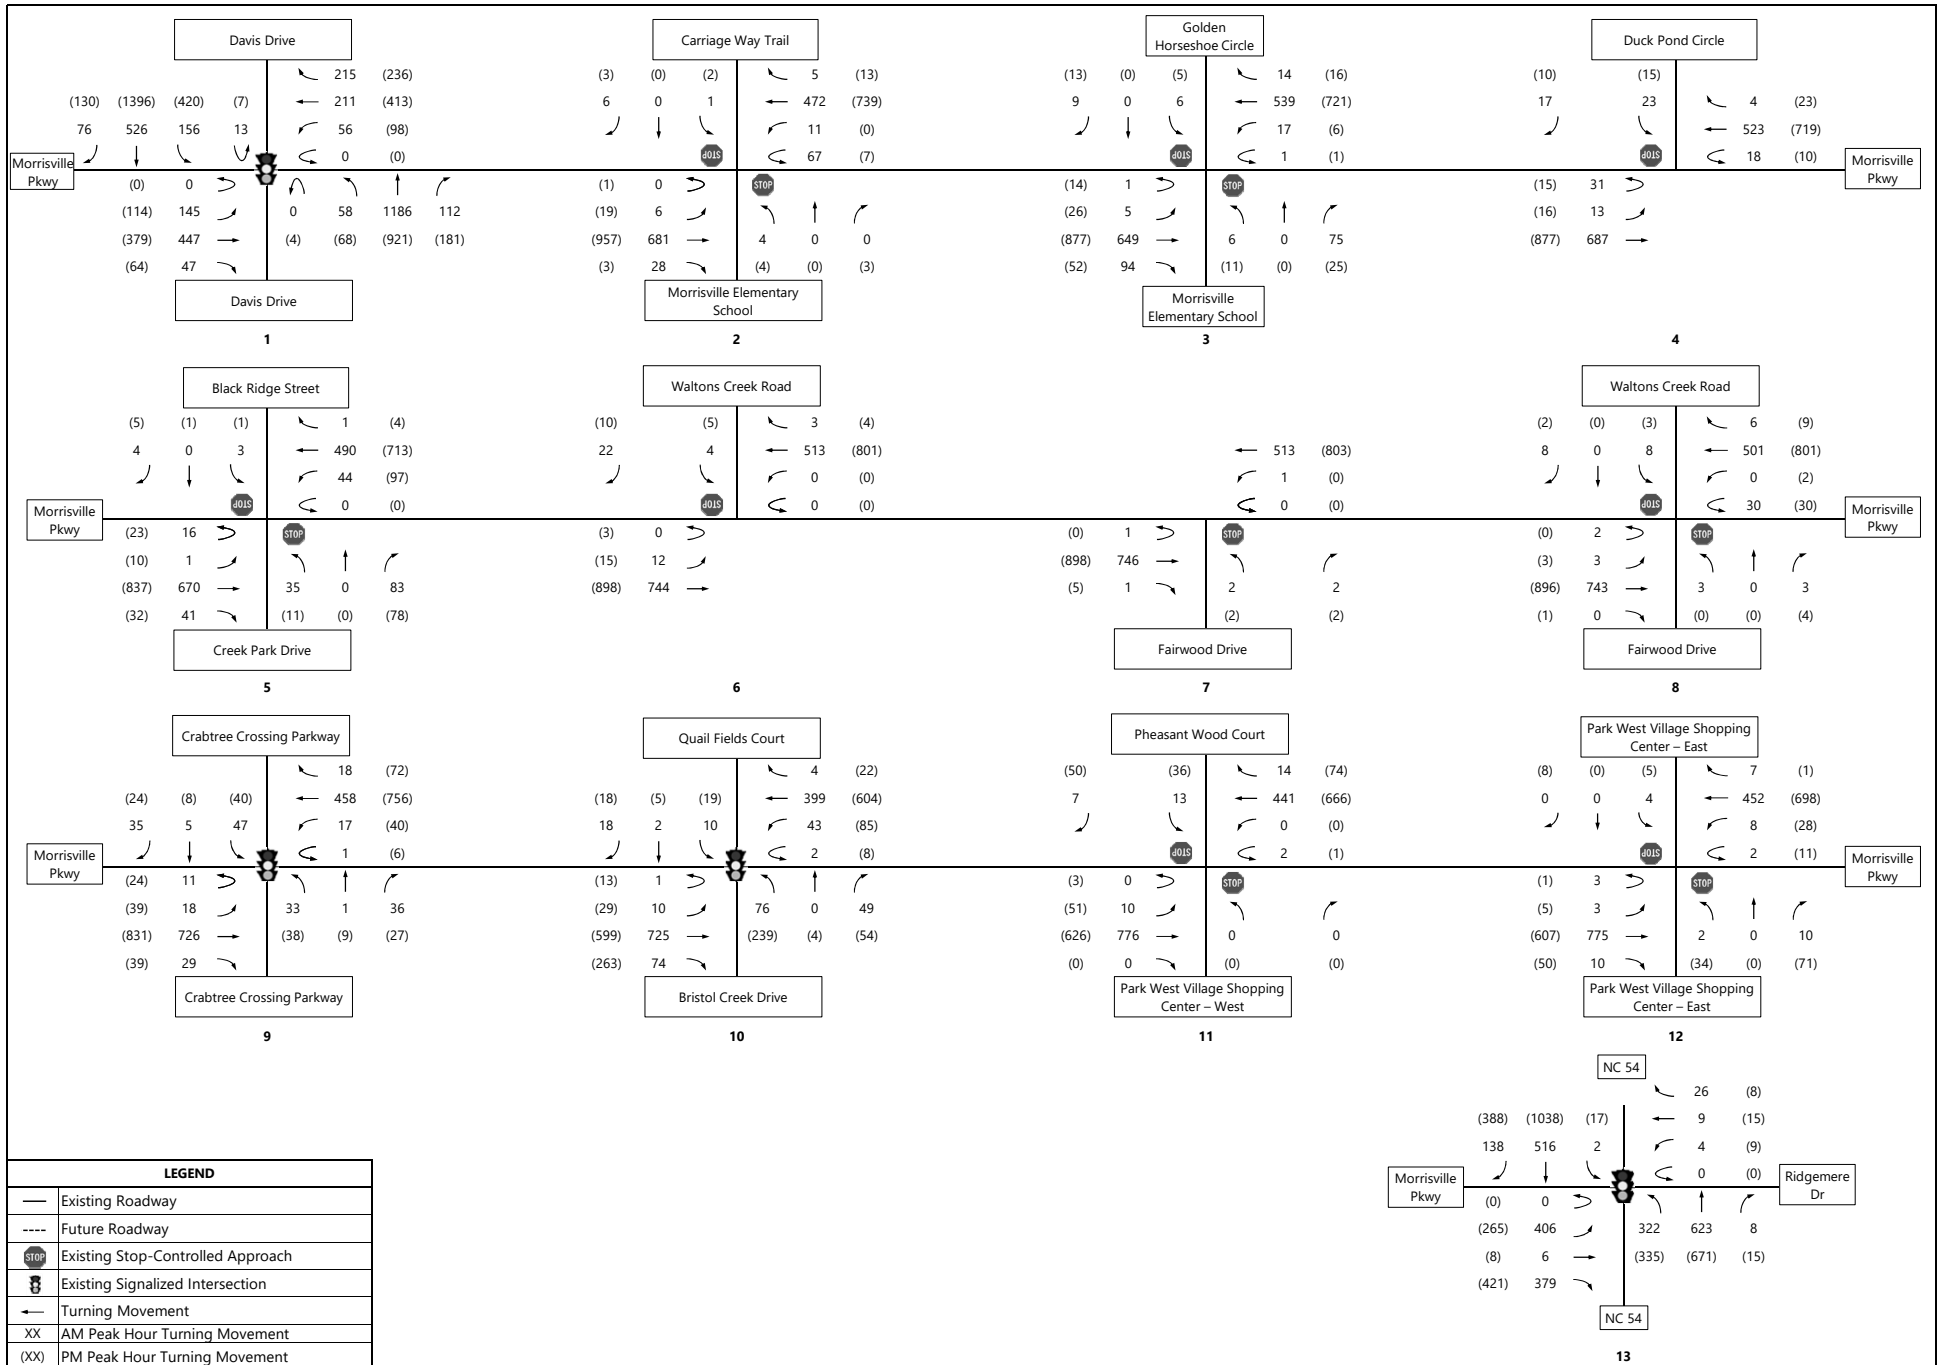 Davis Drive
215 (236)
(130) (1396) (420) (7) 211 (413)
76 526 156 13 56 (98)
0 (0)
Morrisville
Pkwy
(0) 0
(114) 145 0 58 1186 112
(379) 447 (4) (68) (921) (181)
(64) 47
Davis Drive
1
Carriage Way Trail
(3) (0) (2) 5 (13)
6 0 1 472 (739)
11 (0)
STOP 67 (7)
(1) 0 STOP
(19) 6
(957) 681 4 0 0
(3) 28 (4) (0) (3)
Morrisville Elementary
School
2
Golden
Horseshoe Circle
(13) (0) (5) 14 (16)
9 0 6 539 (721)
17 (6)
STOP 1 (1)
(14) 1 STOP
(26) 5
(877) 649 6 0 75
(52) 94 (11) (0) (25)
Morrisville
Elementary School
3
Duck Pond Circle
(10) (15) 4 (23)
17 23 523 (719)
STOP 18 (10)
Morrisville
Pkwy
(15) 31
(16) 13
(877) 687
4
Black Ridge Street
(5) (1) (1) 1 (4)
4 0 3 490 (713)
44 (97)
STOP 0 (0)
Morrisville
Pkwy
(23) 16 STOP
(10) 1
(837) 670 35 0 83
(32) 41 (11) (0) (78)
Creek Park Drive
5
Waltons Creek Road
(10) (5) 3 (4)
22 4 513 (801)
0 (0)
STOP 0 (0)
(3) 0
(15) 12
(898) 744
6
513 (803)
1 (0)
0 (0)
(0) 1 STOP
(898) 746
(5) 1 2 2
(2) (2)
Fairwood Drive
7
Waltons Creek Road
(2) (0) (3) 6 (9)
8 0 8 501 (801)
0 (2)
STOP 30 (30)
Morrisville
Pkwy
(0) 2 STOP
(3) 3
(896) 743 3 0 3
(1) 0 (0) (0) (4)
Fairwood Drive
8
Crabtree Crossing Parkway
18 (72)
(24) (8) (40) 458 (756)
35 5 47 17 (40)
1 (6)
Morrisville
Pkwy
(24) 11
(39) 18 33 1 36
(831) 726 (38) (9) (27)
(39) 29
Crabtree Crossing Parkway
9
Quail Fields Court
4 (22)
(18) (5) (19) 399 (604)
18 2 10 43 (85)
2 (8)
(13) 1
(29) 10 76 0 49
(599) 725 (239) (4) (54)
(263) 74
Bristol Creek Drive
10
Pheasant Wood Court
(50) (36) 14 (74)
7 13 441 (666)
0 (0)
STOP 2 (1)
(3) 0 STOP
(51) 10
(626) 776 0 0
(0) 0 (0) (0)
Park West Village Shopping
Center – West
11
Park West Village Shopping
Center – East
(8) (0) (5) 7 (1)
0 0 4 452 (698)
8 (28)
STOP 2 (11)
Morrisville
Pkwy
(1) 3 STOP
(5) 3
(607) 775 2 0 10
(50) 10 (34) (0) (71)
Park West Village Shopping
Center – East
12
NC 54
26 (8)
(388) (1038) (17) 9 (15)
138 516 2 4 (9)
0 (0)
Morrisville
Pkwy
Ridgemere
Dr
(0) 0
(265) 406 322 623 8
(8) 6 (335) (671) (15)
(421) 379
NC 54
13
LEGEND
Existing Roadway
Future Roadway
STOP Existing Stop-Controlled Approach
Existing Signalized Intersection
Turning Movement
XX AM Peak Hour Turning Movement
(XX) PM Peak Hour Turning Movement